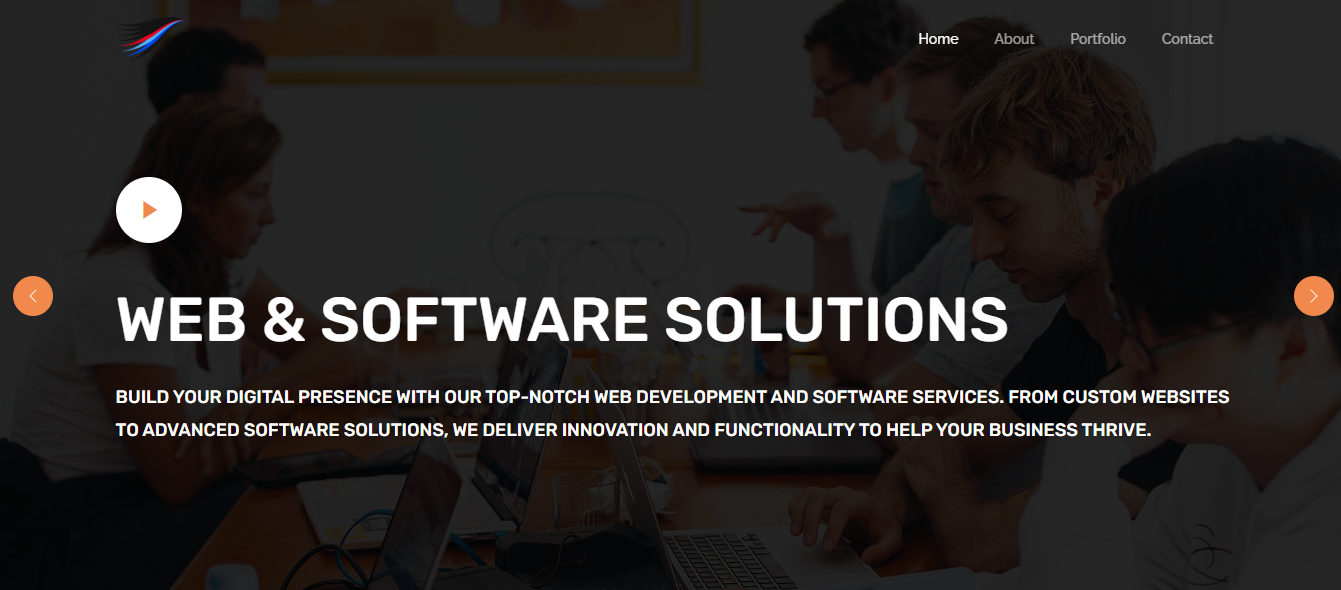 Home About Portfolio Contact
WEB & SOFTWARE SOLUTIONS
BUILD YOUR DIGITAL PRESENCE WITH OUR TOP-NOTCH WEB DEVELOPMENT AND SOFTWARE SERVICES. FROM CUSTOM WEBSITES
TO ADVANCED SOFTWARE SOLUTIONS, WE DELIVER INNOVATION AND FUNCTIONALITY TO HELP YOUR BUSINESS THRIVE.